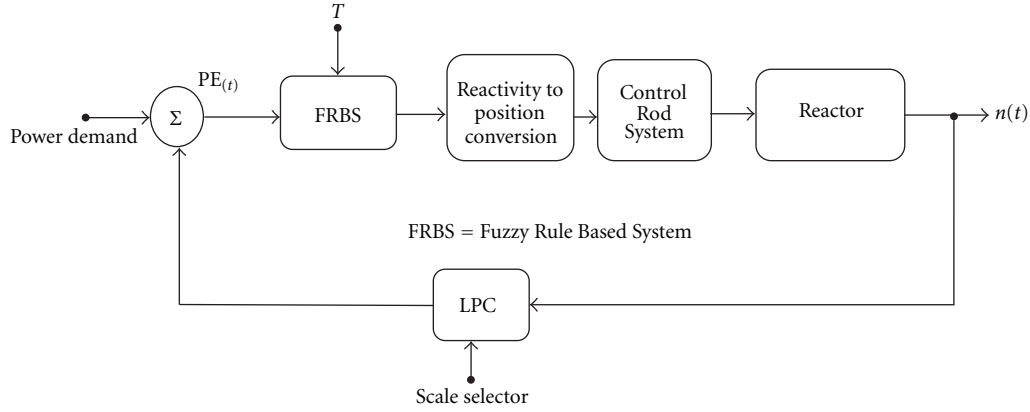 T
PE(t)
Power demand
Σ
FRBS
Reactivity to
position
conversion
Control
Rod
System
Reactor
n(t)
FRBS = Fuzzy Rule Based System
LPC
Scale selector